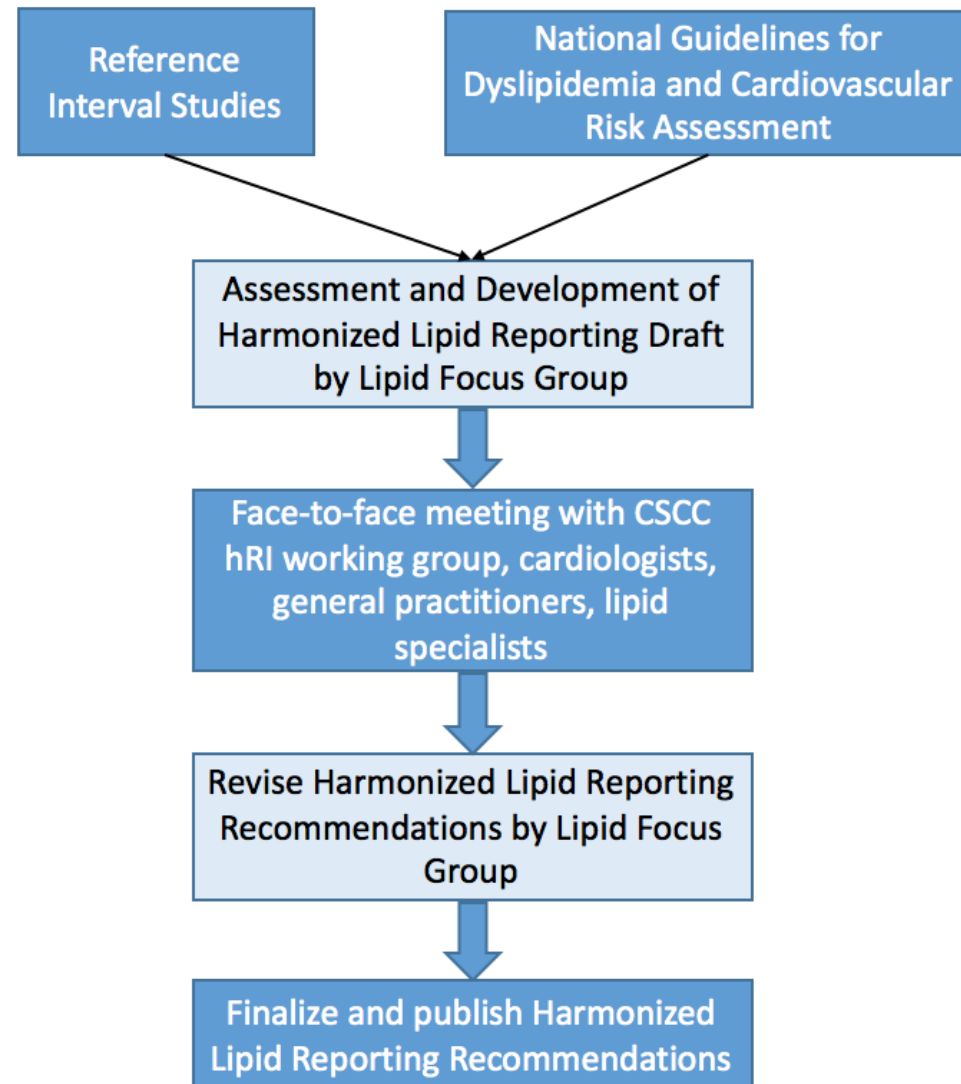 Reference
Interval Studies
National Guidelines for
Dyslipidemia and Cardiovascular
Risk Assessment
Assessment and Development of
Harmonized Lipid Reporting Draft
by Lipid Focus Group
Face-to-face meeting with CSCC
hRI working group, cardiologists,
general practitioners, lipid
specialists
Revise Harmonized Lipid Reporting
Recommendations by Lipid Focus
Group
Finalize and publish Harmonized
Lipid Reporting Recommendations